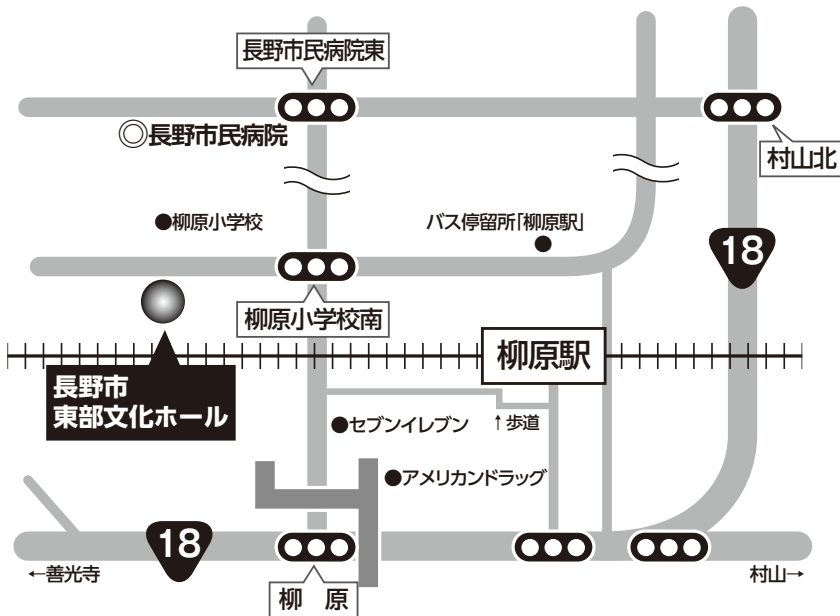 長野市民病院東
◎長野市民病院
村山北
●柳原小学校
バス停留所「柳原駅」
18
柳原小学校南
柳原駅
長野市
東部文化ホール
●セブンイレブン
↑歩道
●アメリカンドラッグ
18
←善光寺
柳 原
村山→